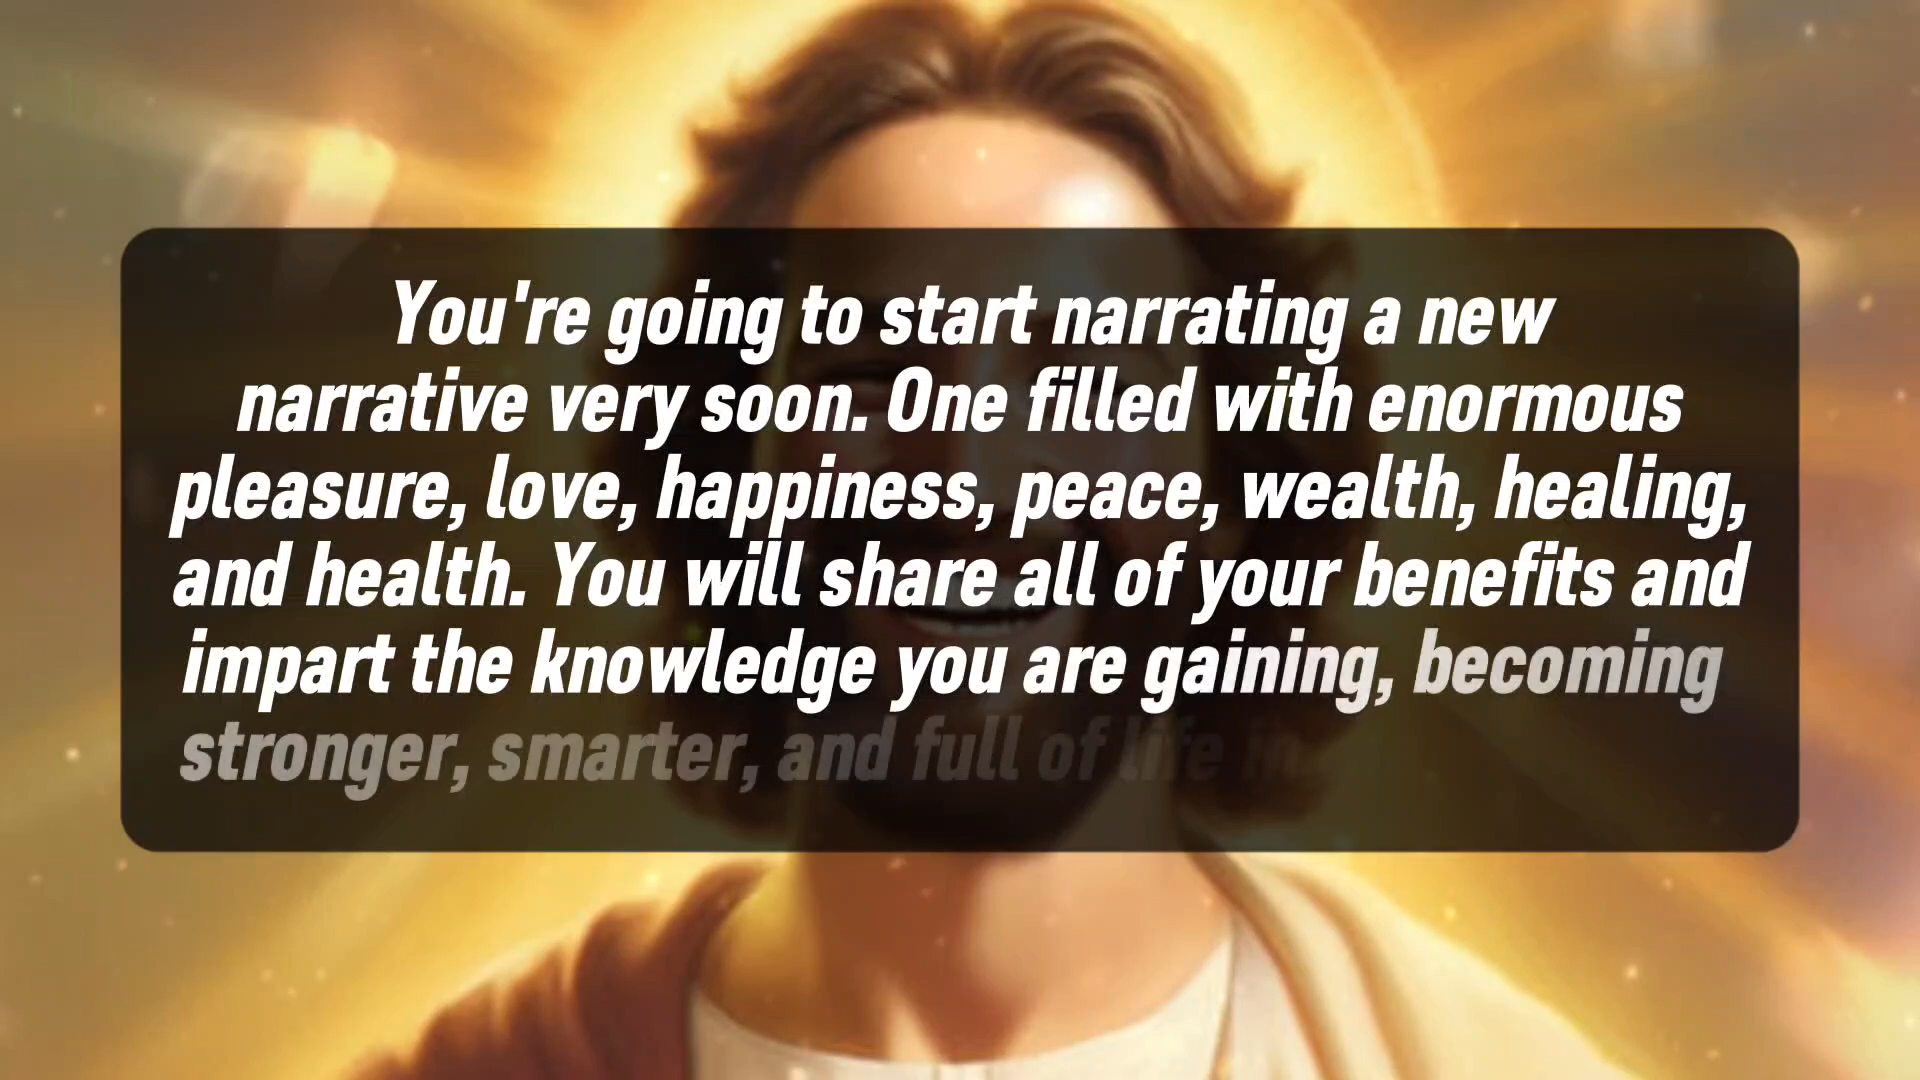 You're going to start narrating a new
narrative very soon. One filled with enormous
pleasure, love, happiness, peace, wealth, healing,
and health. You will share all of your benefits and
impart the knowledge you are gaining, becoming
stronger, smarter, and full of life in